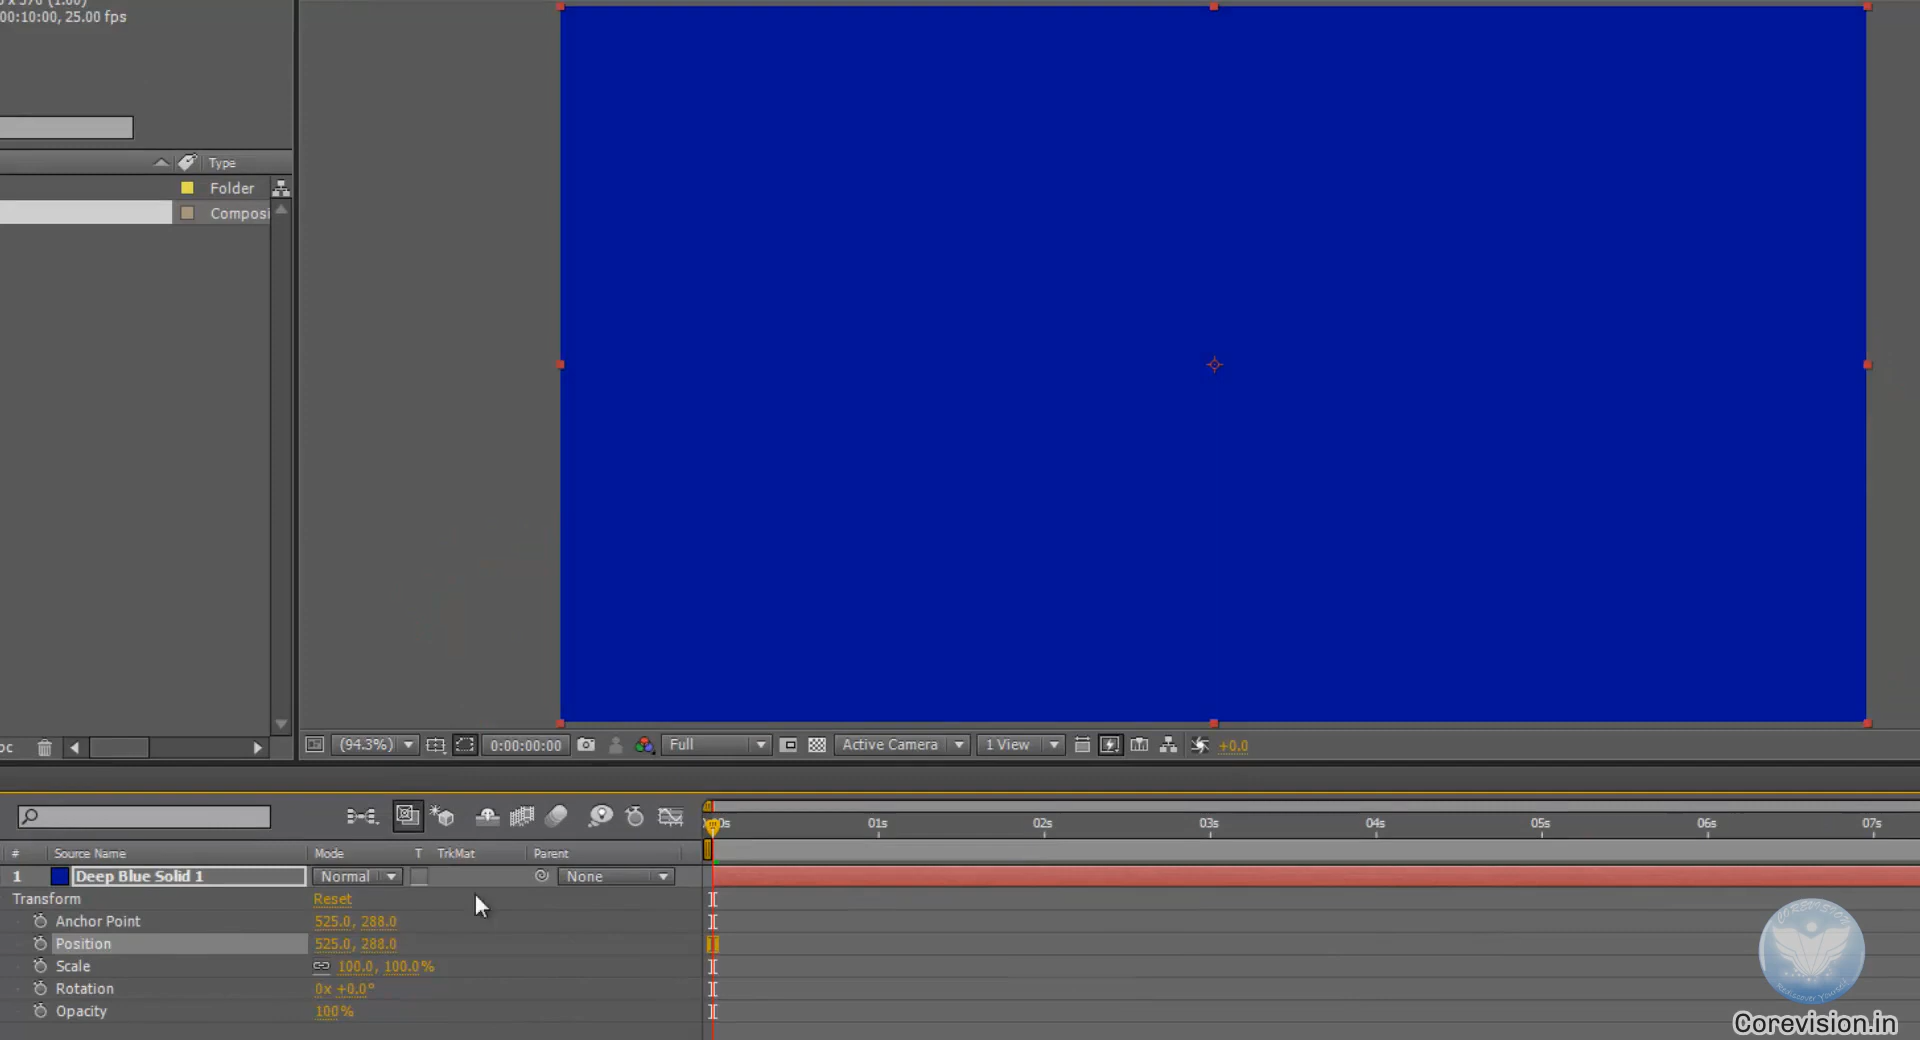 00:10:00, 25.00 fps
Type
Folder
Composi
(94.3%)
0:00:00:00
Full
Active Camera
1 View
+0.0
01s
02s
03s
04s
05s
06s
07s
#
Source Name
Mode
T
TrkMat
Parent
1
Deep Blue Solid 1
Normal
None
Transform
Reset
Anchor Point
525.0, 288.0
Position
525.0, 288.0
Scale
100.0, 100.0%
Rotation
0x +0.0°
Opacity
100%
COREVISION
Rediscover Yourself
Corevision.in